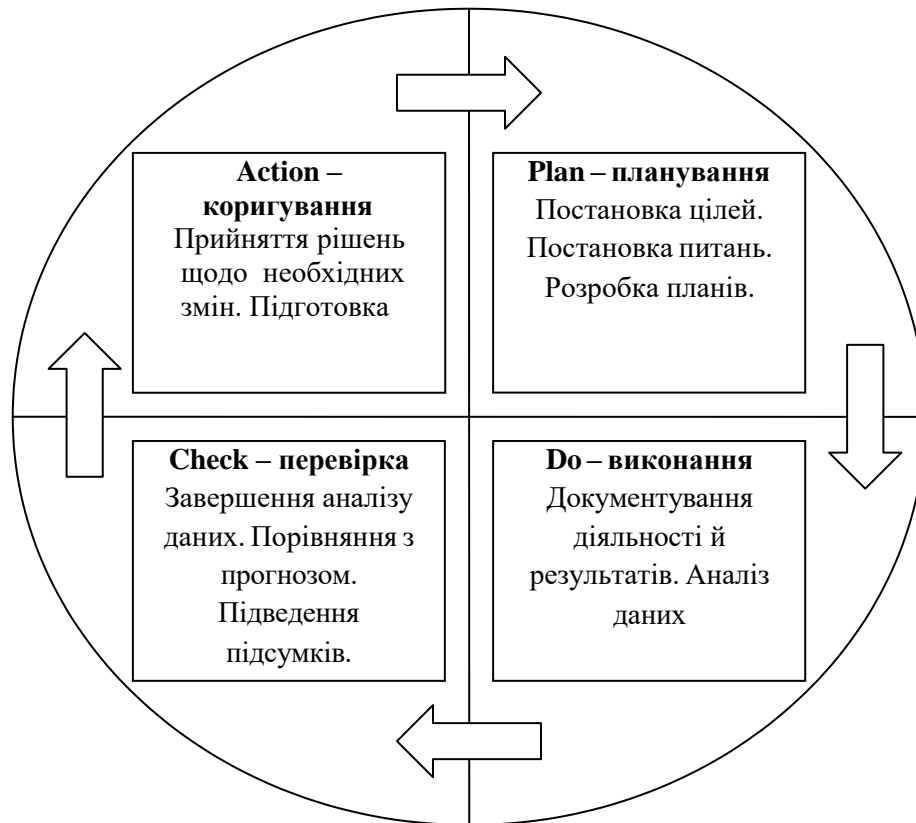 Action –
коригування
Прийняття рішень
щодо необхідних
змін. Підготовка
Plan – планування
Постановка цілей.
Постановка питань.
Розробка планів.
Check – перевірка
Завершення аналізу
даних. Порівняння з
прогнозом.
Підведення
підсумків.
Do – виконання
Документування
діяльності й
результатів. Аналіз
даних